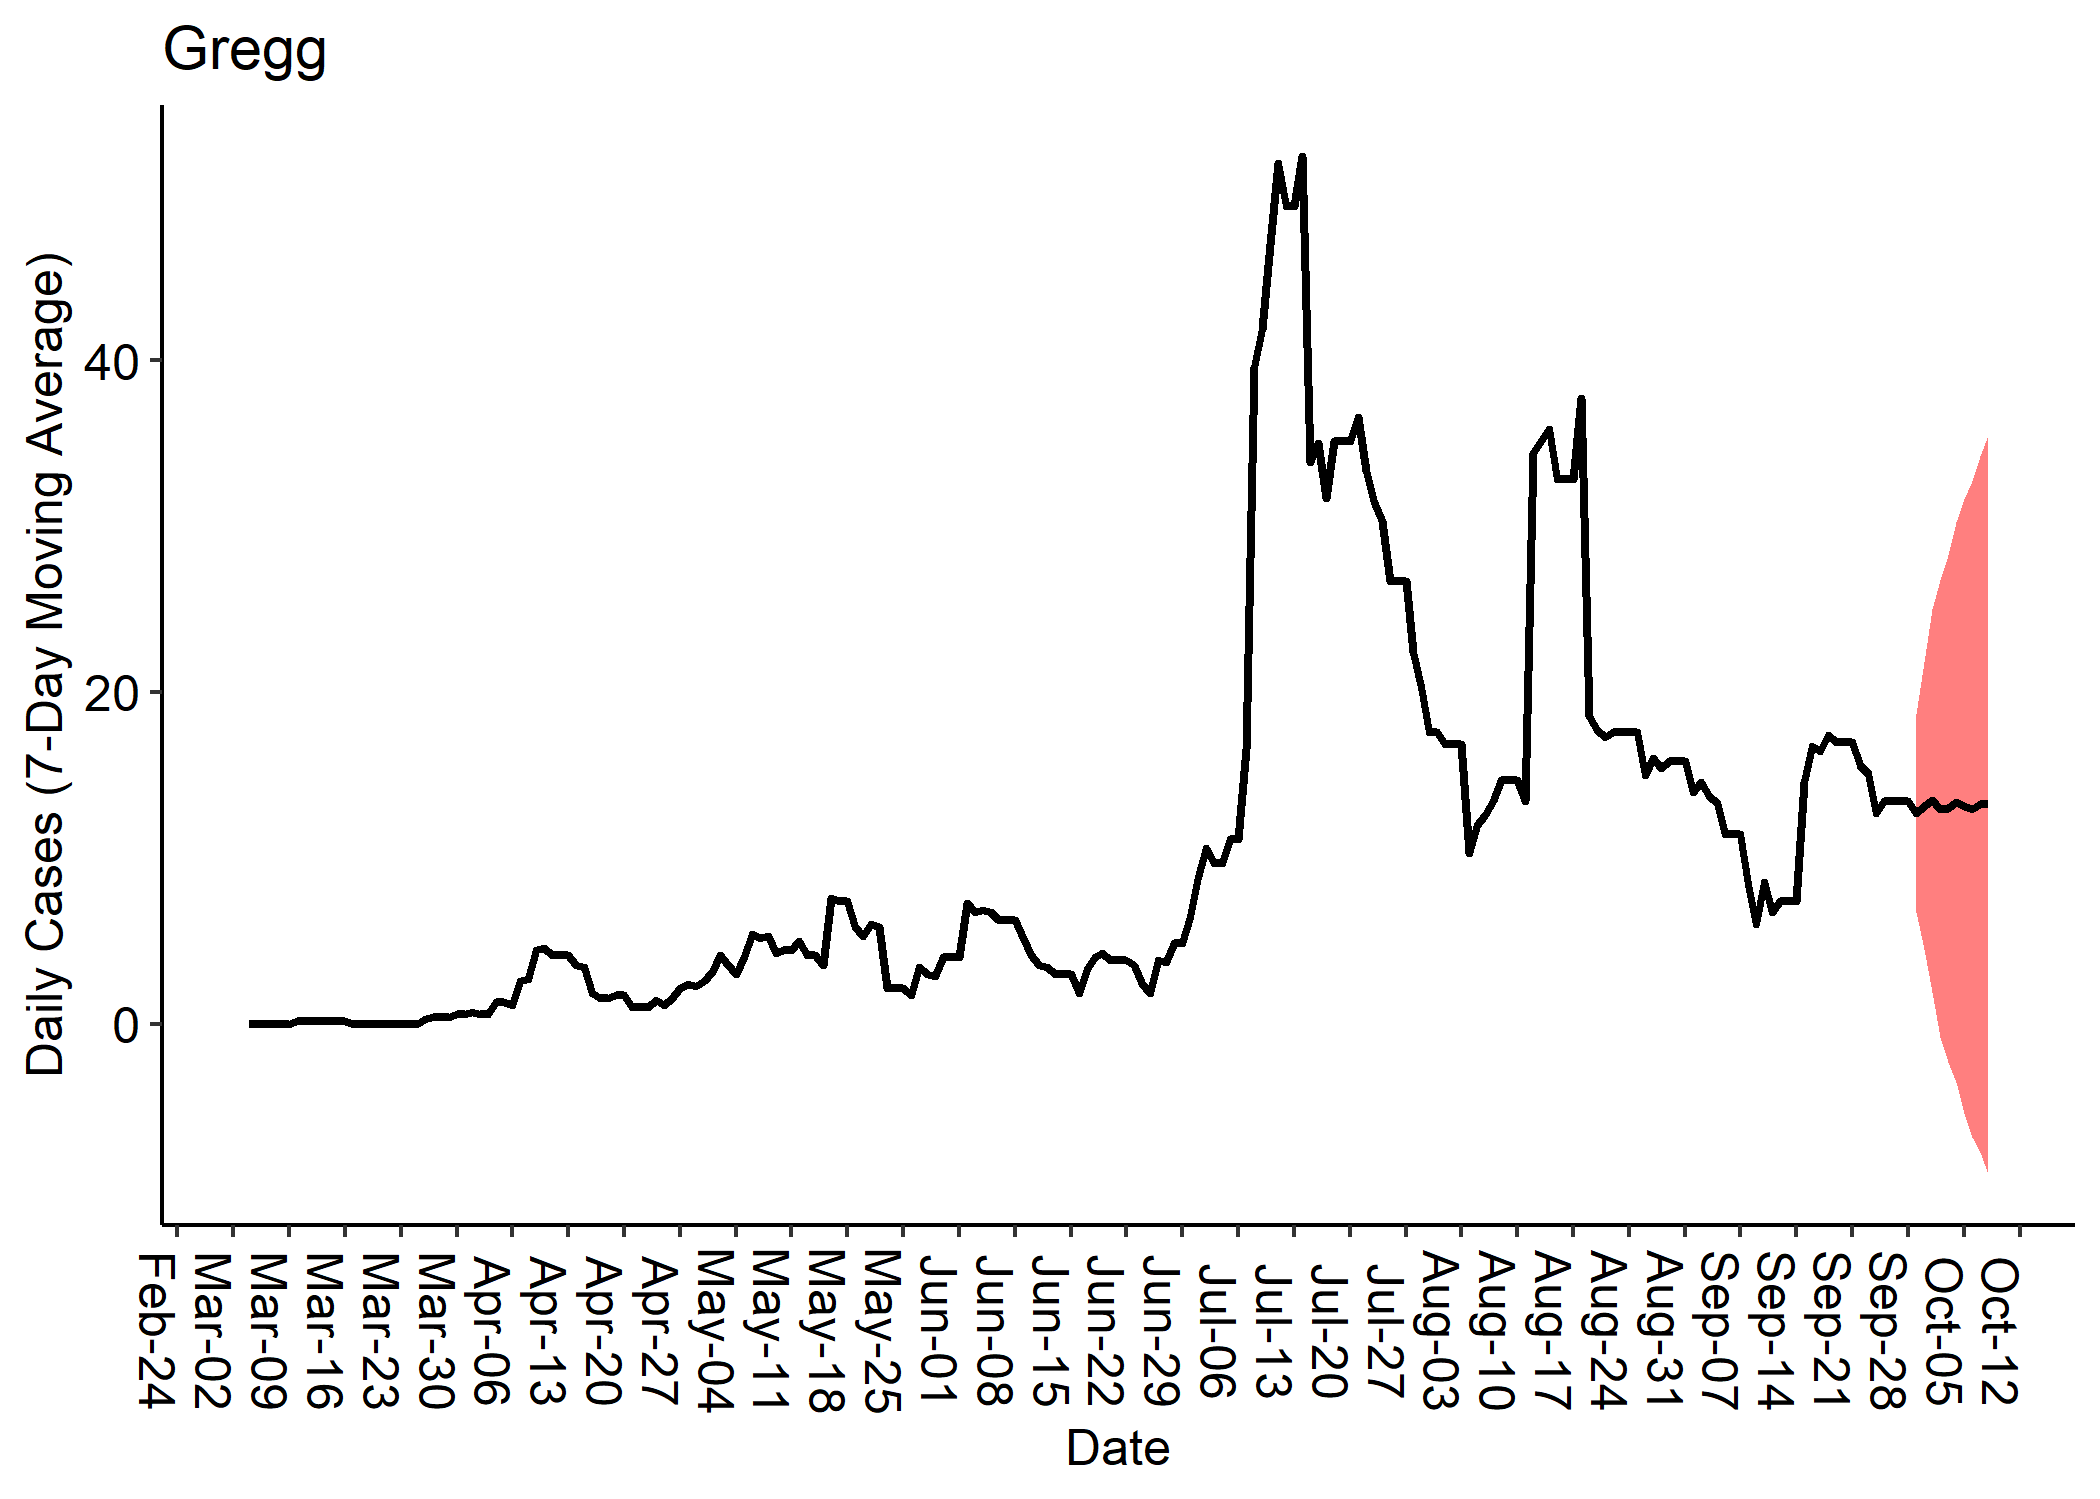 Gregg
Daily Cases (7-Day Moving Average)
40
20
0
Feb-24
Mar-02
Mar-09
Mar-16
Mar-23
Mar-30
Apr-06
Apr-13
Apr-20
Apr-27
May-04
May-11
May-18
May-25
Jun-01
Jun-08
Jun-15
Jun-22
Jun-29
Jul-06
Jul-13
Jul-20
Jul-27
Aug-03
Aug-10
Aug-17
Aug-24
Aug-31
Sep-07
Sep-14
Sep-21
Sep-28
Oct-05
Oct-12
Date